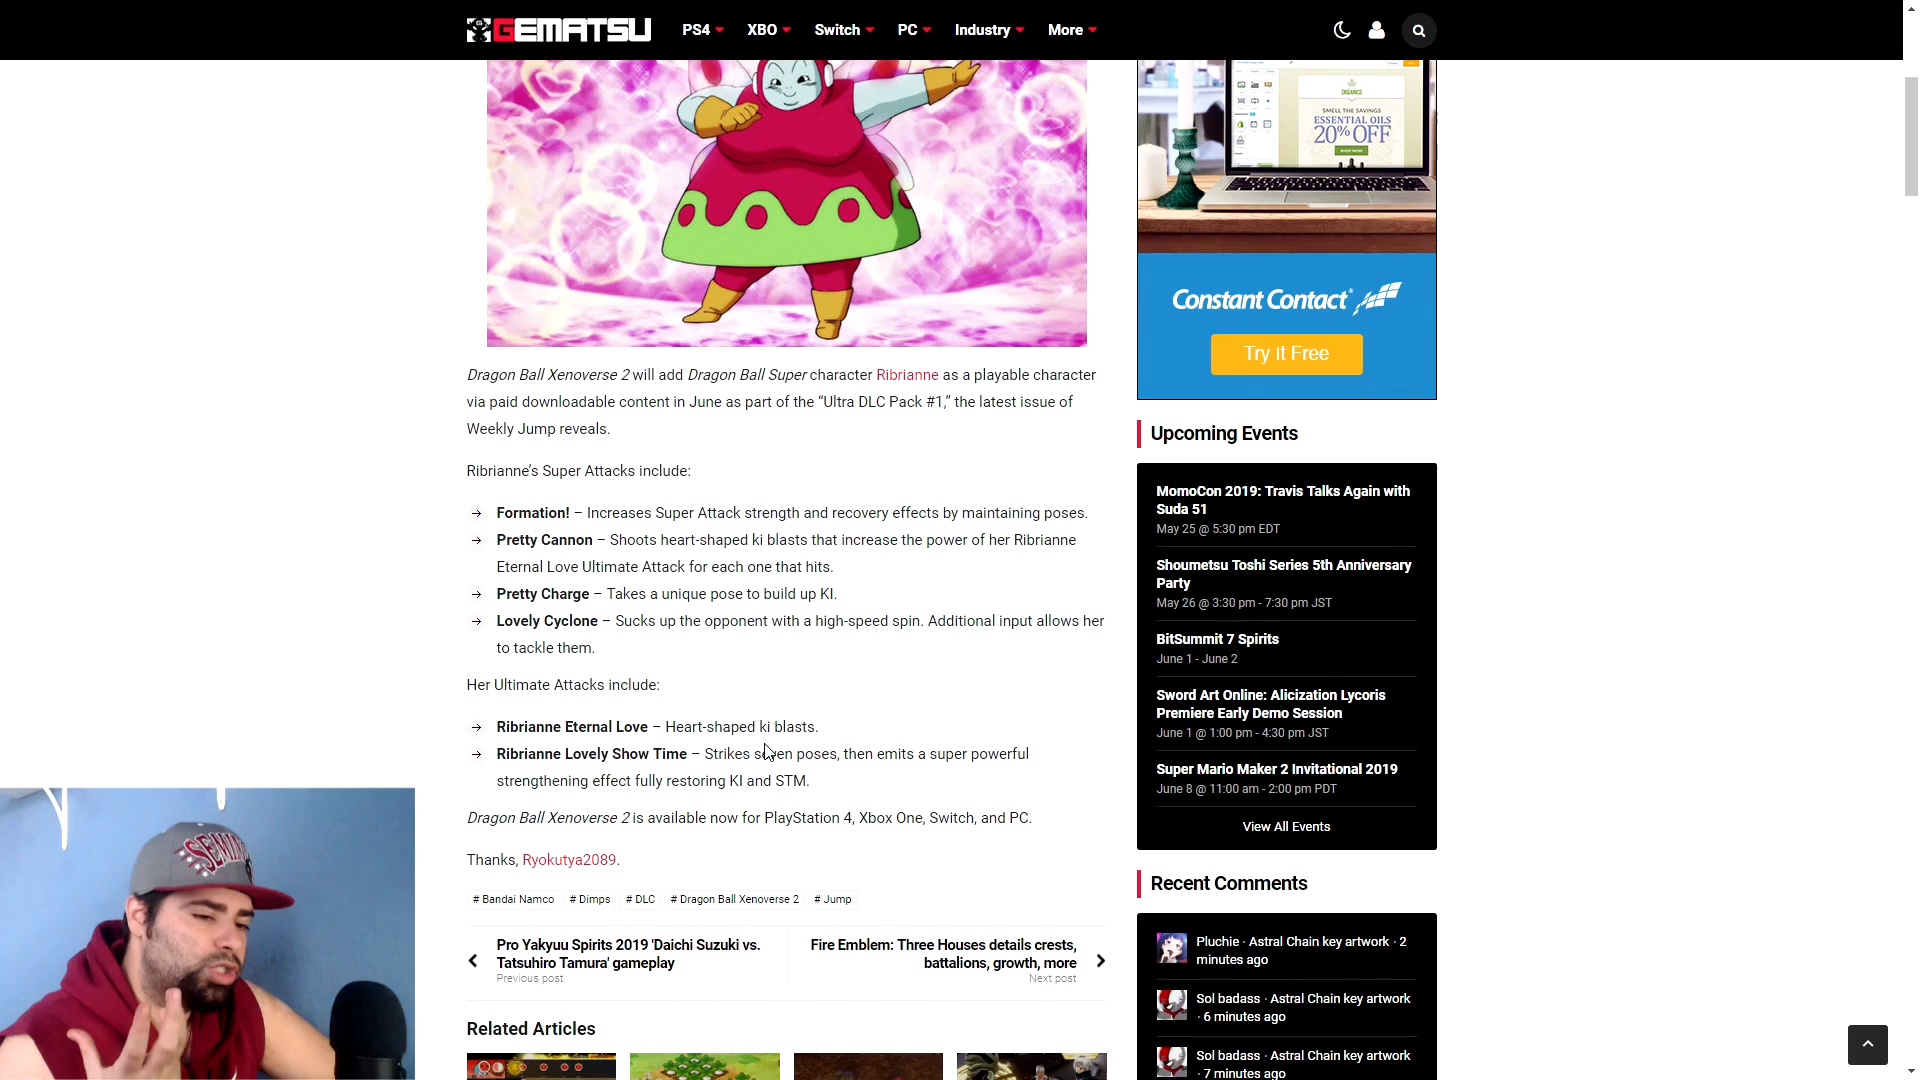 GEMATSU
PS4 XBO Switch PC Industry More
ORGANICS
SMELL THE SAVINGS
ESSENTIAL OILS
20% OFF
SHOP NOW
Constant Contact
Try It Free
Dragon Ball Xenoverse 2 will add Dragon Ball Super character Ribrianne as a playable character
via paid downloadable content in June as part of the “Ultra DLC Pack #1,” the latest issue of
Weekly Jump reveals.
Ribrianne’s Super Attacks include:
→ Formation! – Increases Super Attack strength and recovery effects by maintaining poses.
→ Pretty Cannon – Shoots heart-shaped ki blasts that increase the power of her Ribrianne
Eternal Love Ultimate Attack for each one that hits.
→ Pretty Charge – Takes a unique pose to build up KI.
→ Lovely Cyclone – Sucks up the opponent with a high-speed spin. Additional input allows her
to tackle them.
Her Ultimate Attacks include:
→ Ribrianne Eternal Love – Heart-shaped ki blasts.
→ Ribrianne Lovely Show Time – Strikes seven poses, then emits a super powerful
strengthening effect fully restoring KI and STM.
Dragon Ball Xenoverse 2 is available now for PlayStation 4, Xbox One, Switch, and PC.
Thanks, Ryokutya2089.
# Bandai Namco # Dimps # DLC # Dragon Ball Xenoverse 2 # Jump
Pro Yakyuu Spirits 2019 'Daichi Suzuki vs.
Tatsuhiro Tamura' gameplay
Previous post
Fire Emblem: Three Houses details crests,
battalions, growth, more
Next post
Related Articles
Upcoming Events
MomoCon 2019: Travis Talks Again with
Suda 51
May 25 @ 5:30 pm EDT
Shoumetsu Toshi Series 5th Anniversary
Party
May 26 @ 3:30 pm - 7:30 pm JST
BitSummit 7 Spirits
June 1 - June 2
Sword Art Online: Alicization Lycoris
Premiere Early Demo Session
June 1 @ 1:00 pm - 4:30 pm JST
Super Mario Maker 2 Invitational 2019
June 8 @ 11:00 am - 2:00 pm PDT
View All Events
Recent Comments
Pluchie · Astral Chain key artwork · 2
minutes ago
Sol badass · Astral Chain key artwork
· 6 minutes ago
Sol badass · Astral Chain key artwork
· 7 minutes ago